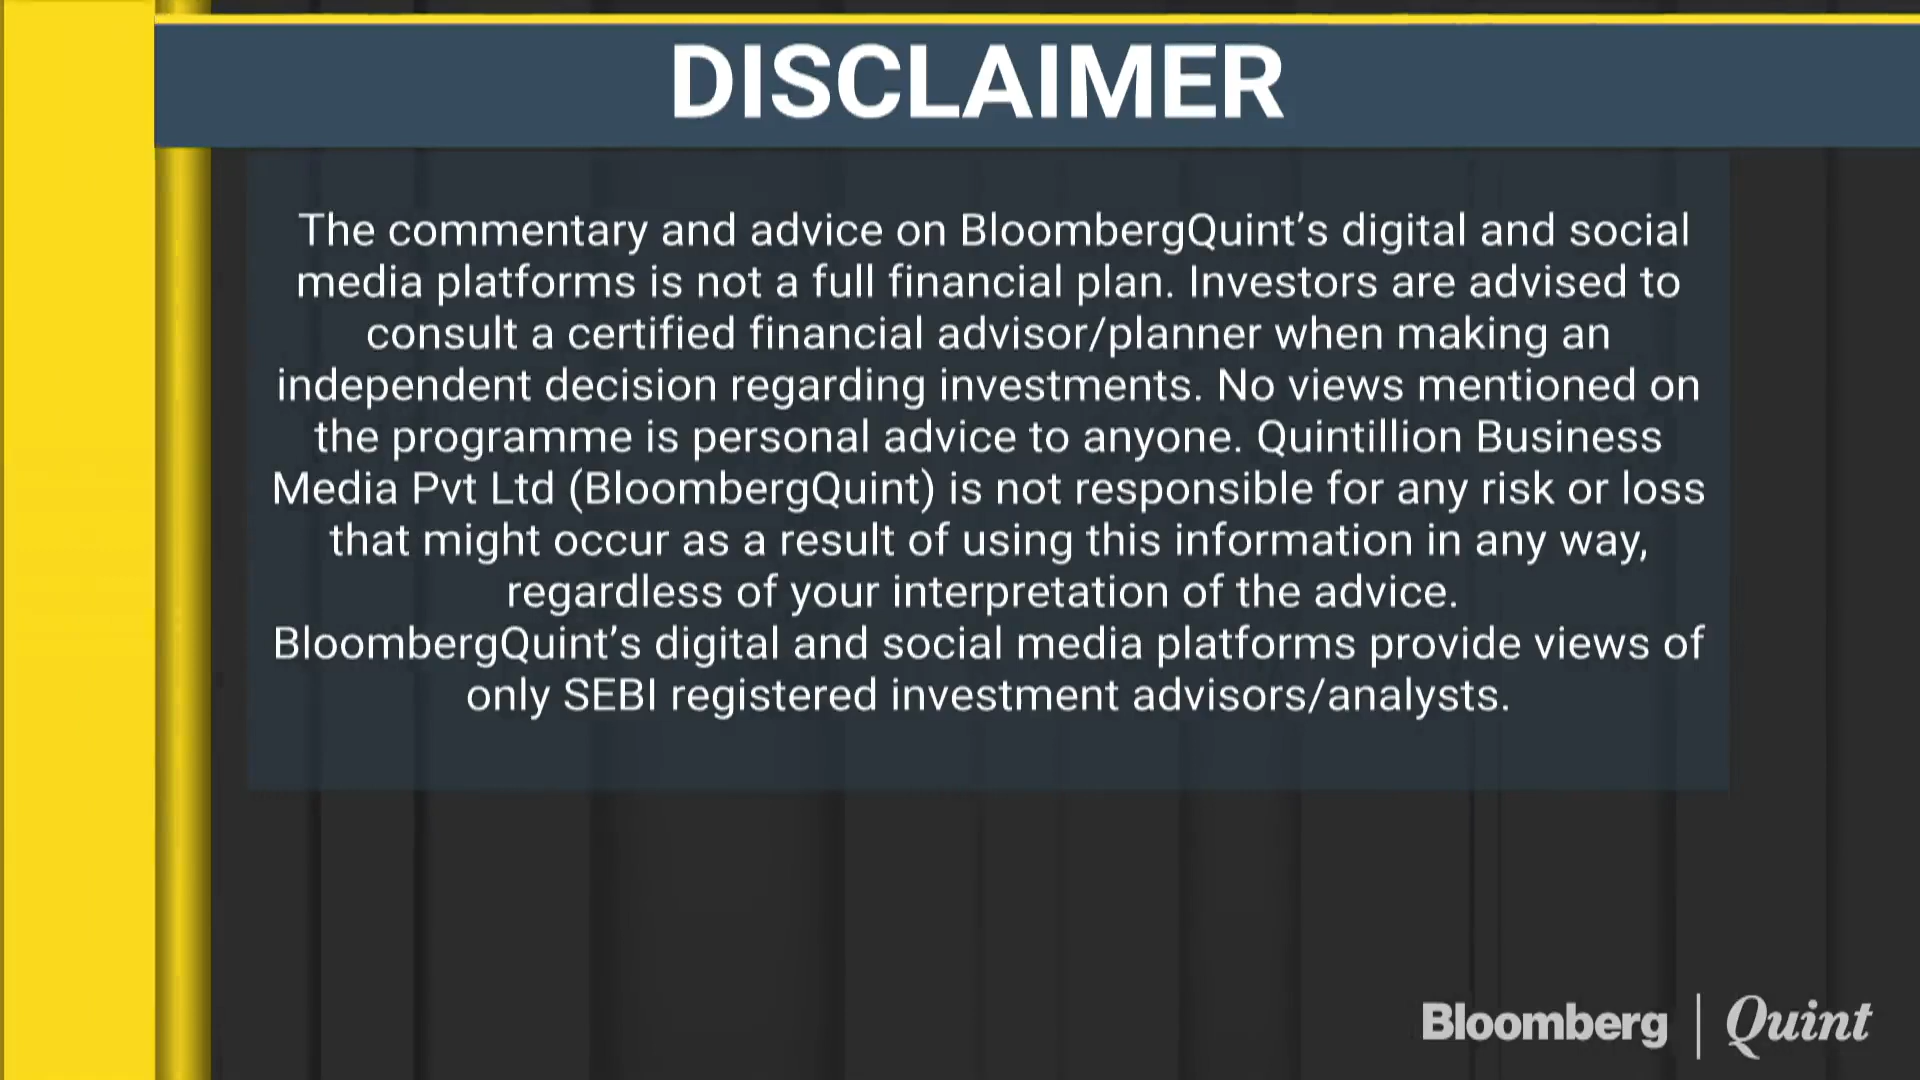 DISCLAIMER
The commentary and advice on BloombergQuint’s digital and social
media platforms is not a full financial plan. Investors are advised to
consult a certified financial advisor/planner when making an
independent decision regarding investments. No views mentioned on
the programme is personal advice to anyone. Quintillion Business
Media Pvt Ltd (BloombergQuint) is not responsible for any risk or loss
that might occur as a result of using this information in any way,
regardless of your interpretation of the advice.
BloombergQuint’s digital and social media platforms provide views of
only SEBI registered investment advisors/analysts.
Bloomberg | Quint